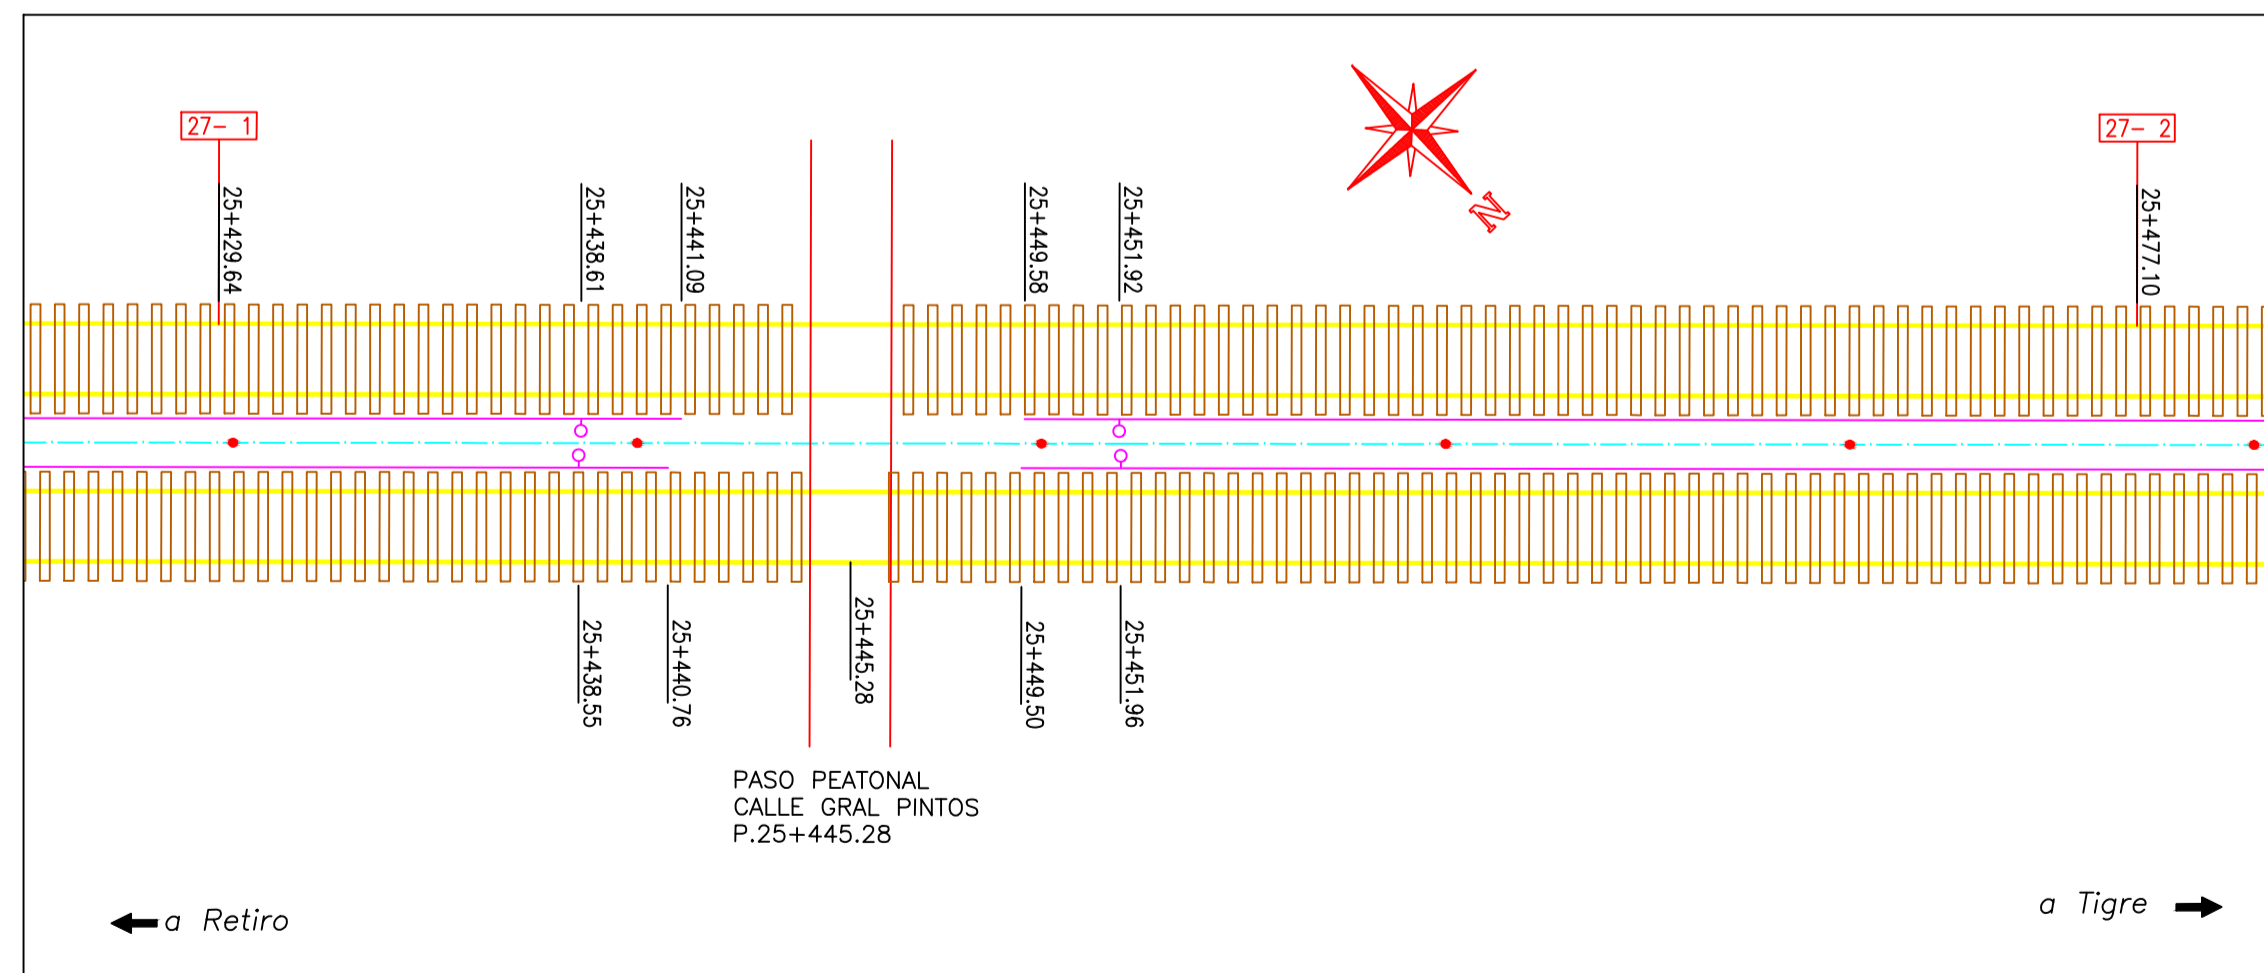 27- 1
27- 2
N
25+429.64
25+438.61
25+441.09
25+449.58
25+451.92
25+477.10
25+438.55
25+440.76
25+445.28
25+449.50
25+451.96
PASO PEATONAL
CALLE GRAL PINTOS
P.25+445.28
a Retiro
a Tigre